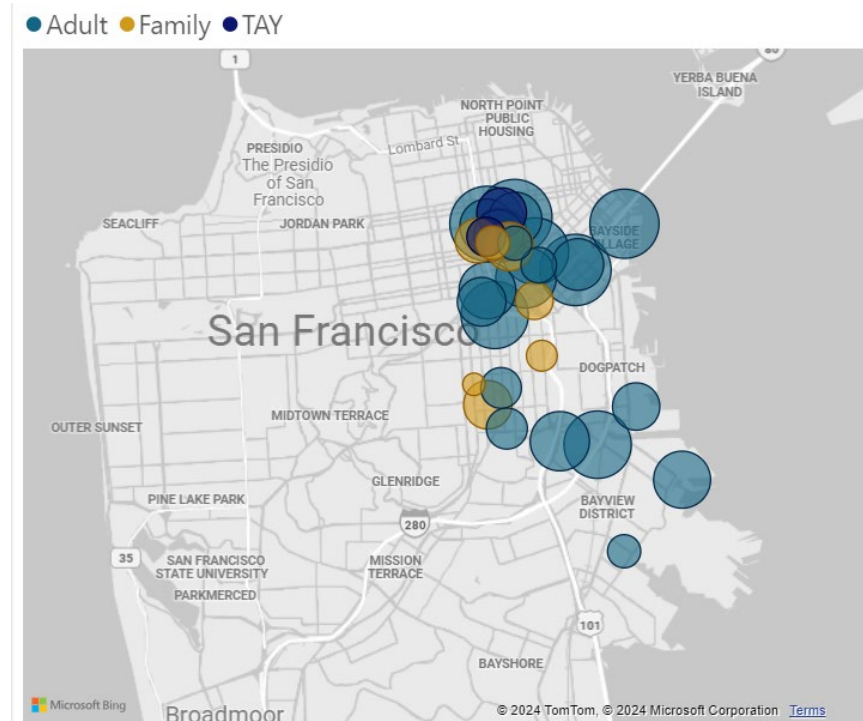 Adult Family TAY
1
80
YERBA BUENA
ISLAND
NORTH POINT
PUBLIC
HOUSING
Lombard St
PRESIDIO
The Presidio
of San
Francisco
SEACLIFF
JORDAN PARK
San Francisco
DOGPATCH
MIDTOWN TERRACE
OUTER SUNSET
GLENRIDGE
PINE LAKE PARK
BAYVIEW
DISTRICT
280
35
SAN FRANCISCO
STATE UNIVERSITY
MISSION
TERRACE
PARKMERCED
101
BAYSHORE
Broadmoor
Microsoft Bing
© 2024 TomTom, © 2024 Microsoft Corporation Terms